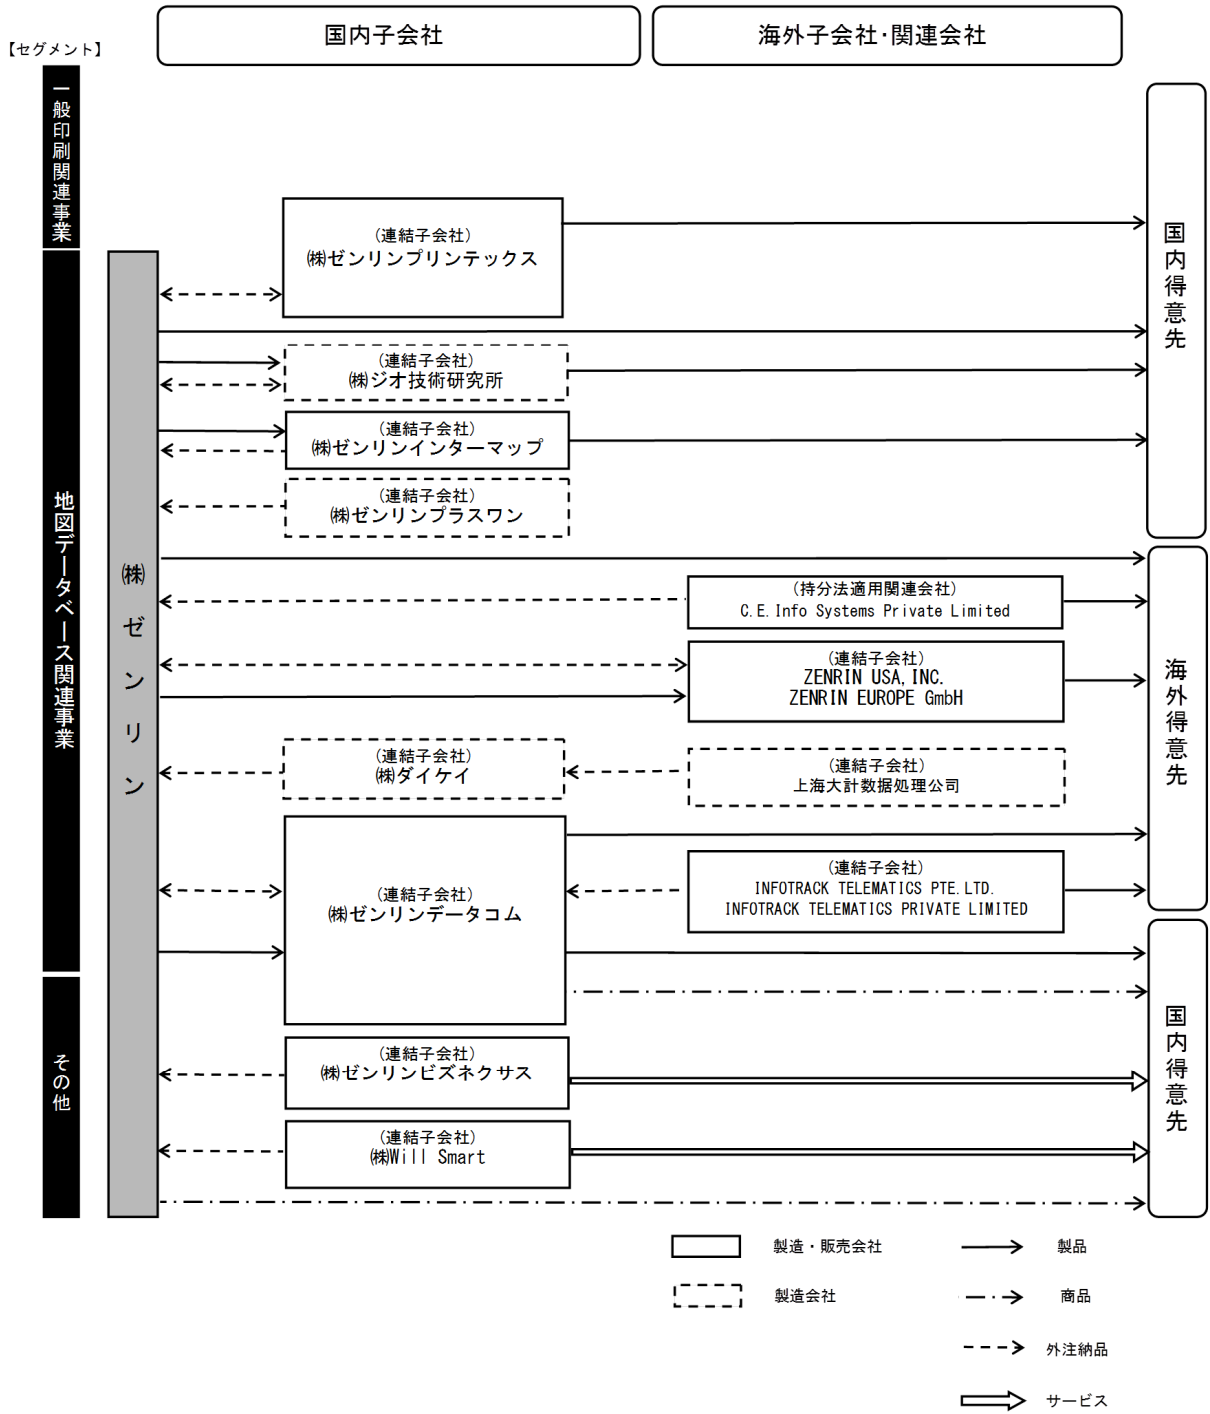 国内子会社
海外子会社・関連会社
【セグメント】
一般印刷関連事業
(連結子会社)
㈱ゼンリンプリンテックス
国内得意先
(連結子会社)
㈱ジオ技術研究所
(連結子会社)
㈱ゼンリンインターマップ
(連結子会社)
㈱ゼンリンプラスワン
地図データベース関連事業
㈱ゼンリン
(持分法適用関連会社)
C.E.Info Systems Private Limited
(連結子会社)
ZENRIN USA,INC.
ZENRIN EUROPE GmbH
海外得意先
(連結子会社)
㈱ダイケイ
(連結子会社)
上海大計数据処理公司
(連結子会社)
㈱ゼンリンデータコム
(連結子会社)
INFOTRACK TELEMATICS PTE.LTD.
INFOTRACK TELEMATICS PRIVATE LIMITED
その他
(連結子会社)
㈱ゼンリンビズネクサス
国内得意先
(連結子会社)
㈱Will Smart
製造・販売会社
製品
製造会社
商品
外注納品
サービス